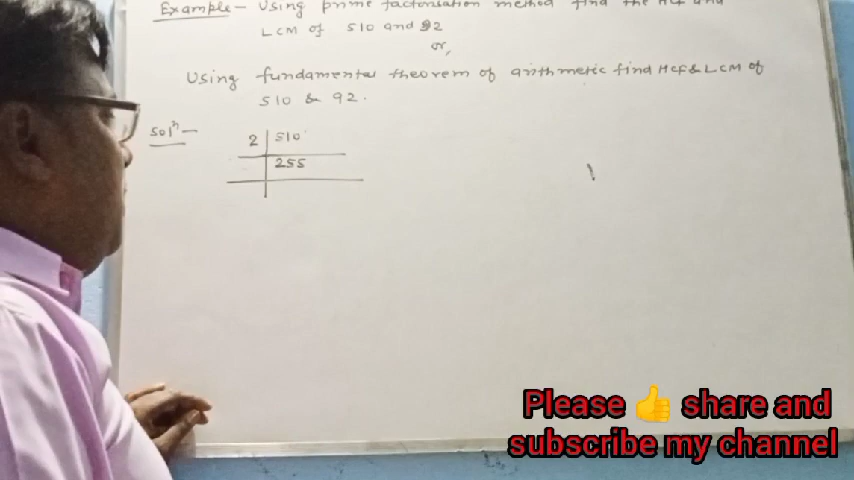 Example - Using prime factorisation method find the HCF and
LCM of 510 and 92
or,
Using fundamental theorem of arithmetic find HCF & LCM of
510 & 92.
Solⁿ -
2 | 510
255
Please 👍 share and
subscribe my channel